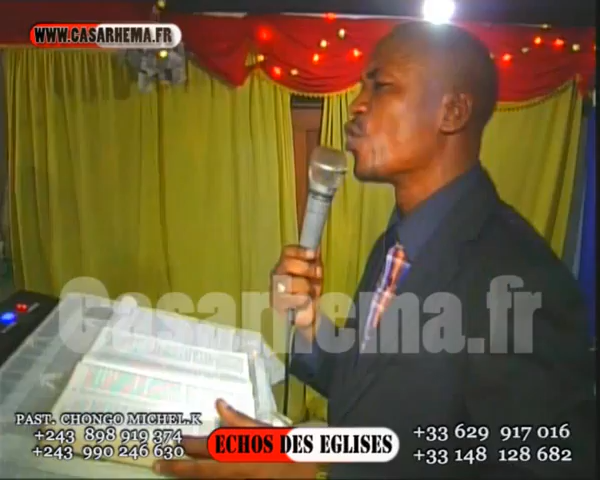 WWW.CASARHEMA.FR
Casarhema.fr
PAST. CHONGO MICHEL.K
+243 898 919 374
+243 990 246 630
ECHOS DES EGLISES
+33 629 917 016
+33 148 128 682